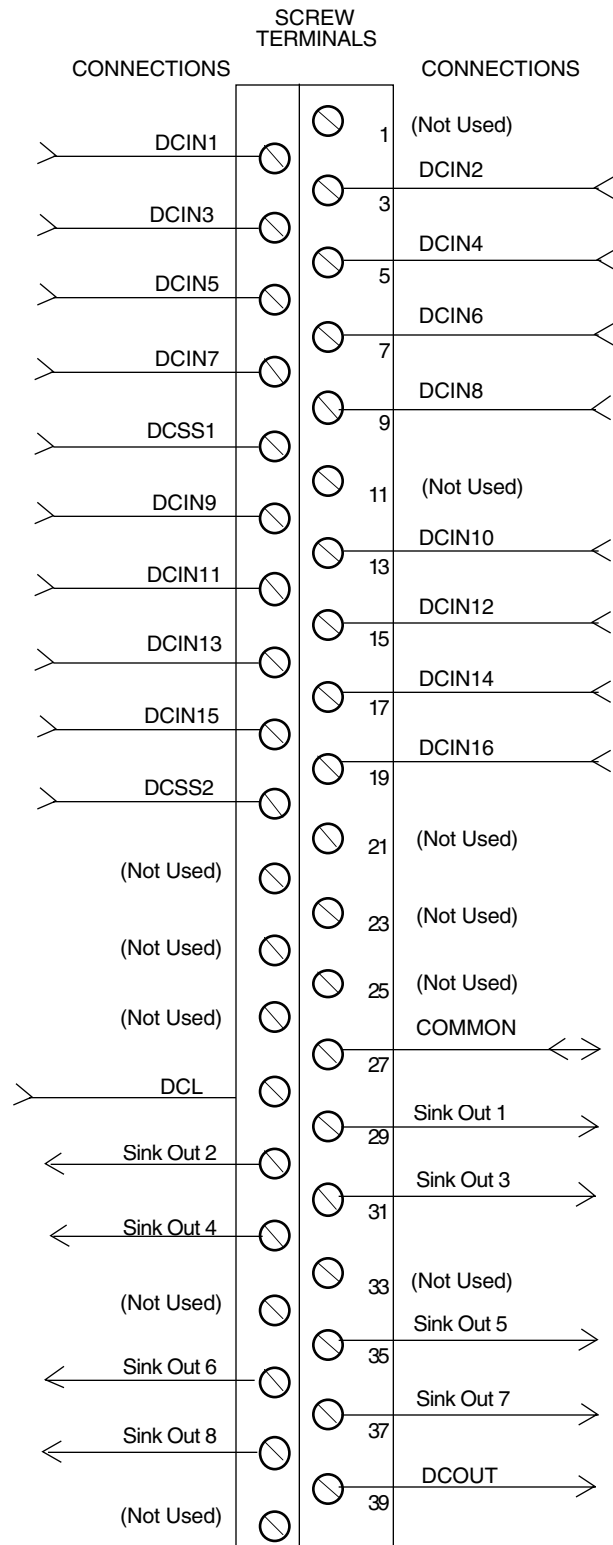 SCREW
TERMINALS
CONNECTIONS
CONNECTIONS
1 (Not Used)
DCIN1
DCIN2
3
DCIN3
DCIN4
5
DCIN5
DCIN6
7
DCIN7
DCIN8
9
DCSS1
11 (Not Used)
DCIN9
DCIN10
13
DCIN11
DCIN12
15
DCIN13
DCIN14
17
DCIN15
DCIN16
19
DCSS2
21 (Not Used)
(Not Used)
23 (Not Used)
(Not Used)
25 (Not Used)
(Not Used)
COMMON
27
DCL
Sink Out 1
29
Sink Out 2
Sink Out 3
31
Sink Out 4
33 (Not Used)
(Not Used)
Sink Out 5
35
Sink Out 6
Sink Out 7
37
Sink Out 8
DCOUT
39
(Not Used)